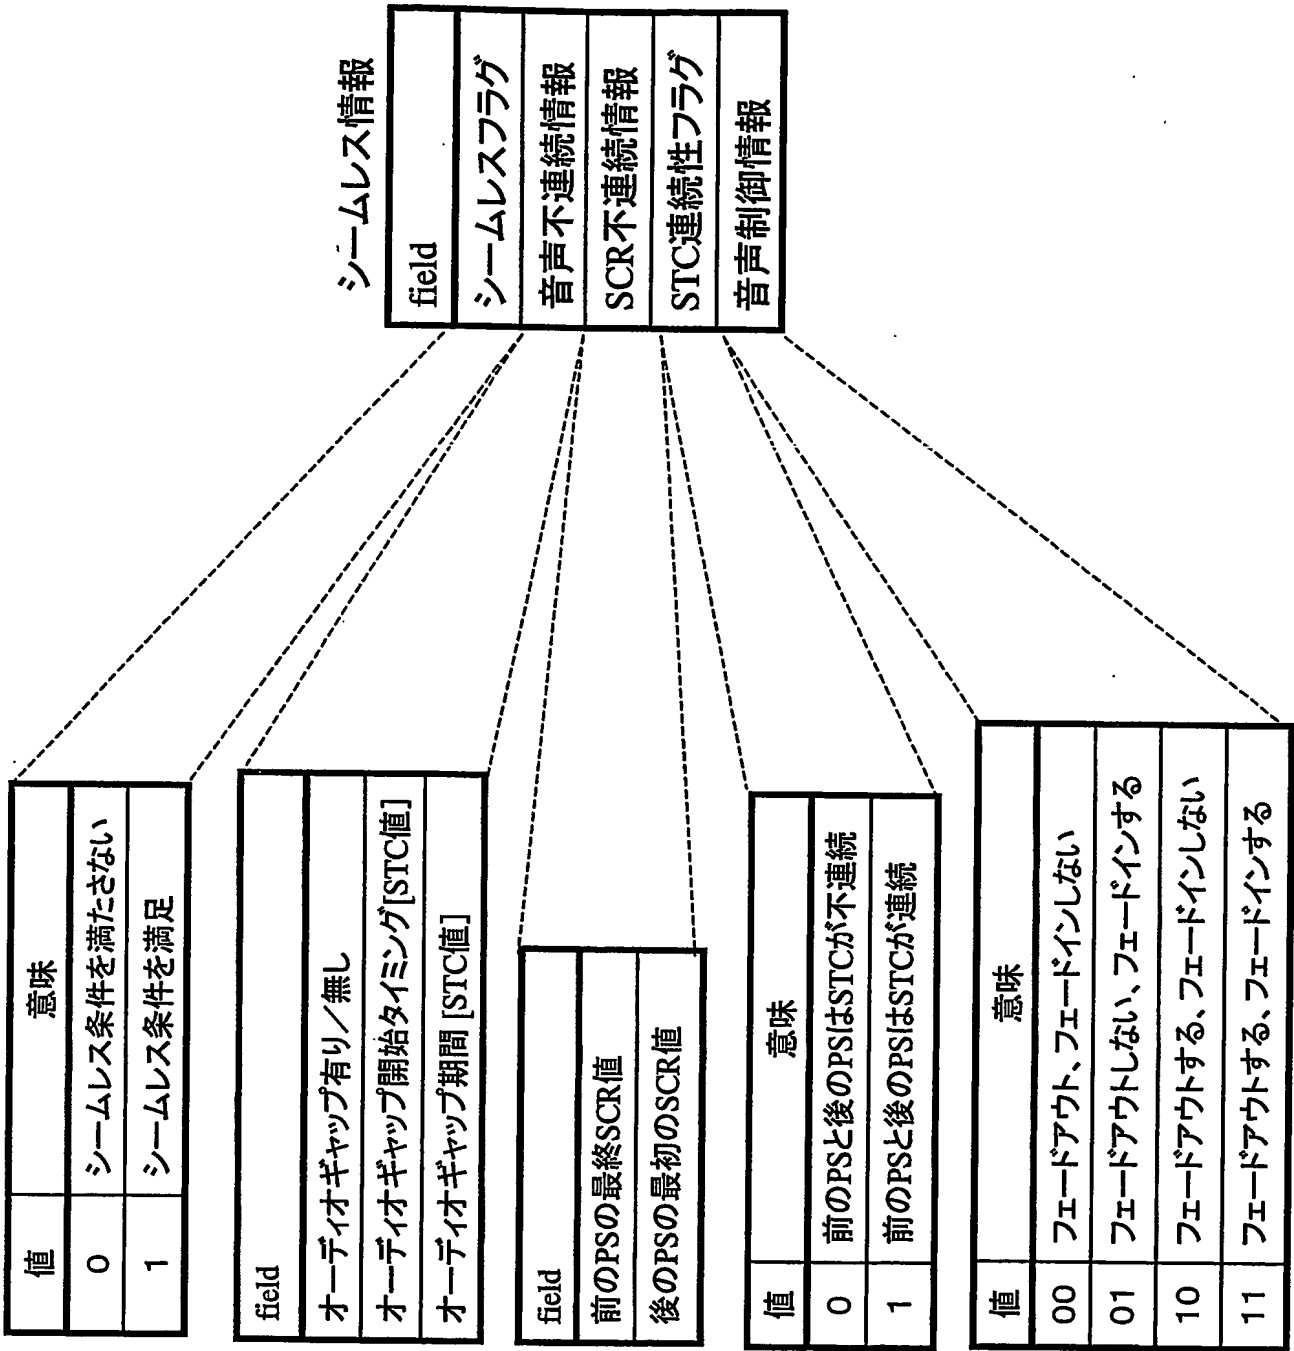 シームレス情報
field
シームレスフラグ
音声不連続情報
SCR不連続情報
STC連続性フラグ
音声制御情報
値 意味
0 シームレス条件を満たさない
1 シームレス条件を満足
field
オーディオギャップ有り／無し
オーディオギャップ開始タイミング[STC値]
オーディオギャップ期間 [STC値]
field
前のPSの最終SCR値
後のPSの最初のSCR値
値 意味
0 前のPSと後のPSはSTCが不連続
1 前のPSと後のPSはSTCが連続
値 意味
00 フェードアウト、フェードインしない
01 フェードアウトしない、フェードインする
10 フェードアウトする、フェードインしない
11 フェードアウトする、フェードインする